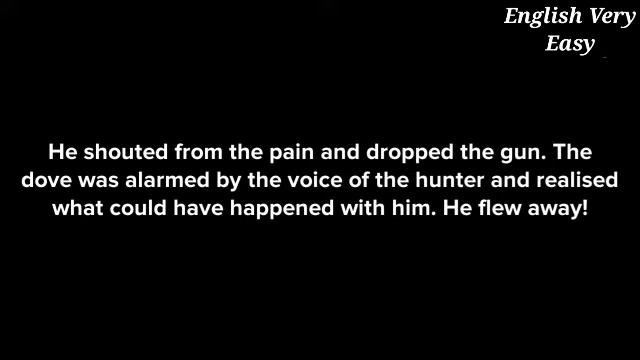 English Very
Easy
He shouted from the pain and dropped the gun. The
dove was alarmed by the voice of the hunter and realised
what could have happened with him. He flew away!